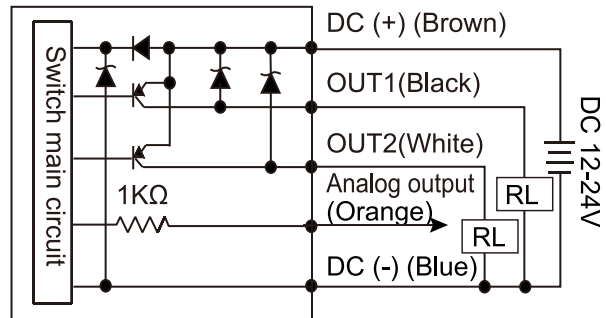 Switch main circuit
DC (+) (Brown)
OUT1(Black)
OUT2(White)
1KΩ
Analog output
(Orange)
DC (-) (Blue)
RL
RL
DC 12-24V